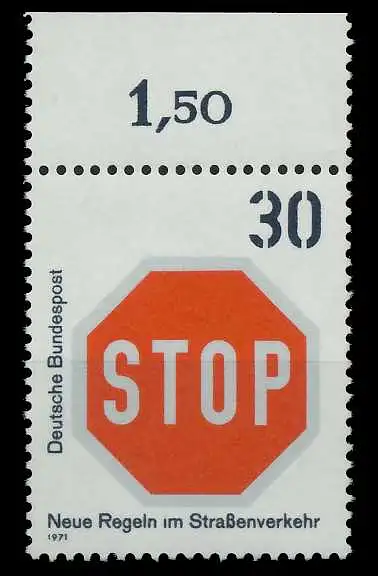 1,50
30
Deutsche Bundespost
STOP
Neue Regeln im Straßenverkehr
1971